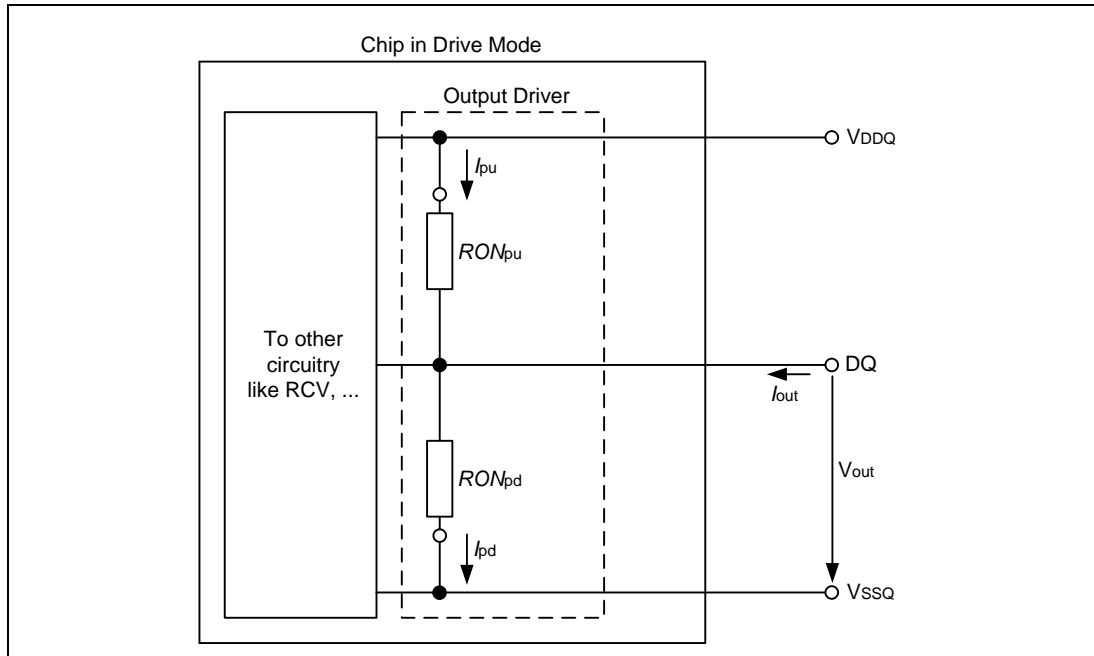 Chip in Drive Mode
Output Driver
VDDQ
Ipu
RONpu
To other
circuitry
like RCV, ...
DQ
Iout
RONpd
Vout
Ipd
VSSQ